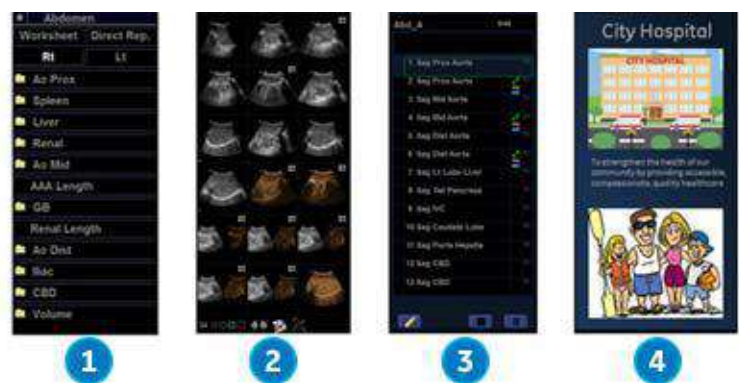 Abdomen
Worksheet Direct Rep.
Rt Lt
Ao Prox
Spleen
Liver
Renal
Ao Mid
AAA Length
GB
Renal Length
Ao Dist
Iliac
CBD
Volume
1
2
Abd_A
1 Sag Prox Aorta
2 Sag Prox Aorta
3 Sag Mid Aorta
4 Sag Mid Aorta
5 Sag Dist Aorta
6 Sag Dist Aorta
7 Sag Lt Lobe Liver
8 Sag Pancreas
9 Sag IVC
10 Sag Caudate Lobe
11 Sag Porta Hepatis
12 Sag CBD
13 Sag CBD
3
City Hospital
CITY HOSPITAL
To strengthen the health of our
community by providing accessible,
compassionate, quality healthcare
4